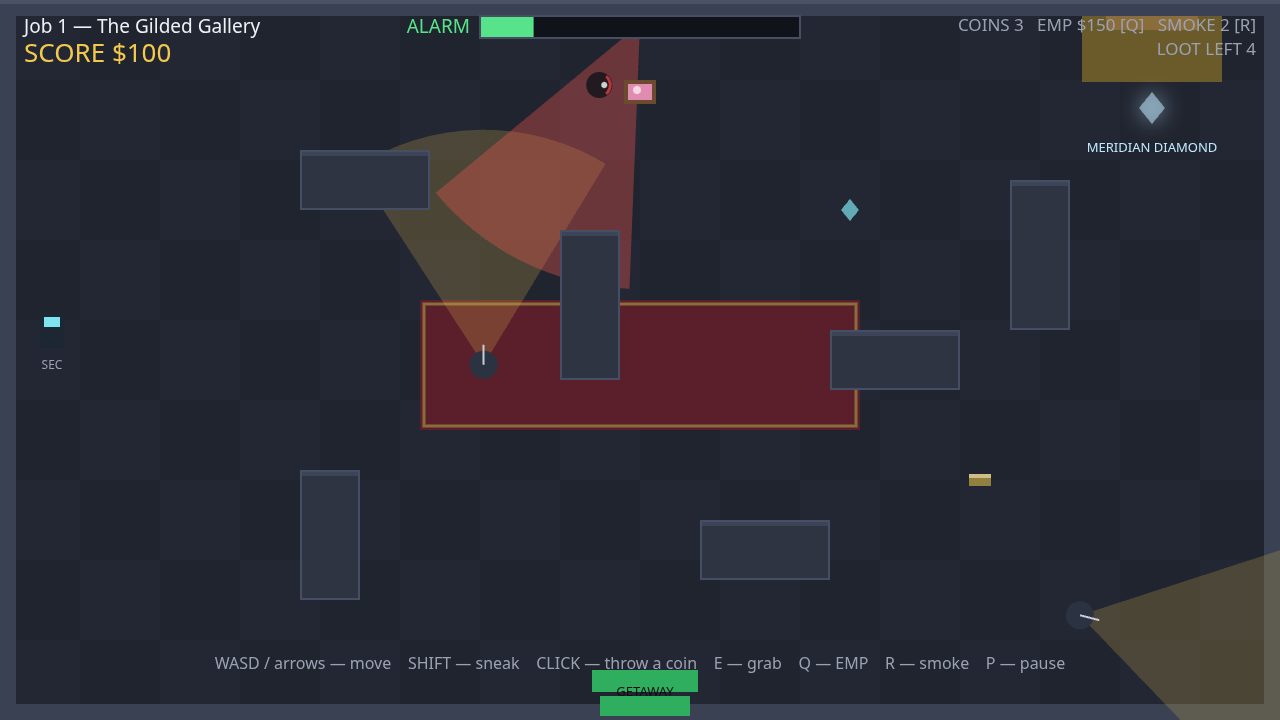 Job 1 — The Gilded Gallery
ALARM
COINS 3 EMP $150 [Q] SMOKE 2 [R]
SCORE $100
LOOT LEFT 4
MERIDIAN DIAMOND
SEC
WASD / arrows — move SHIFT — sneak CLICK — throw a coin E — grab Q — EMP R — smoke P — pause
GETAWAY